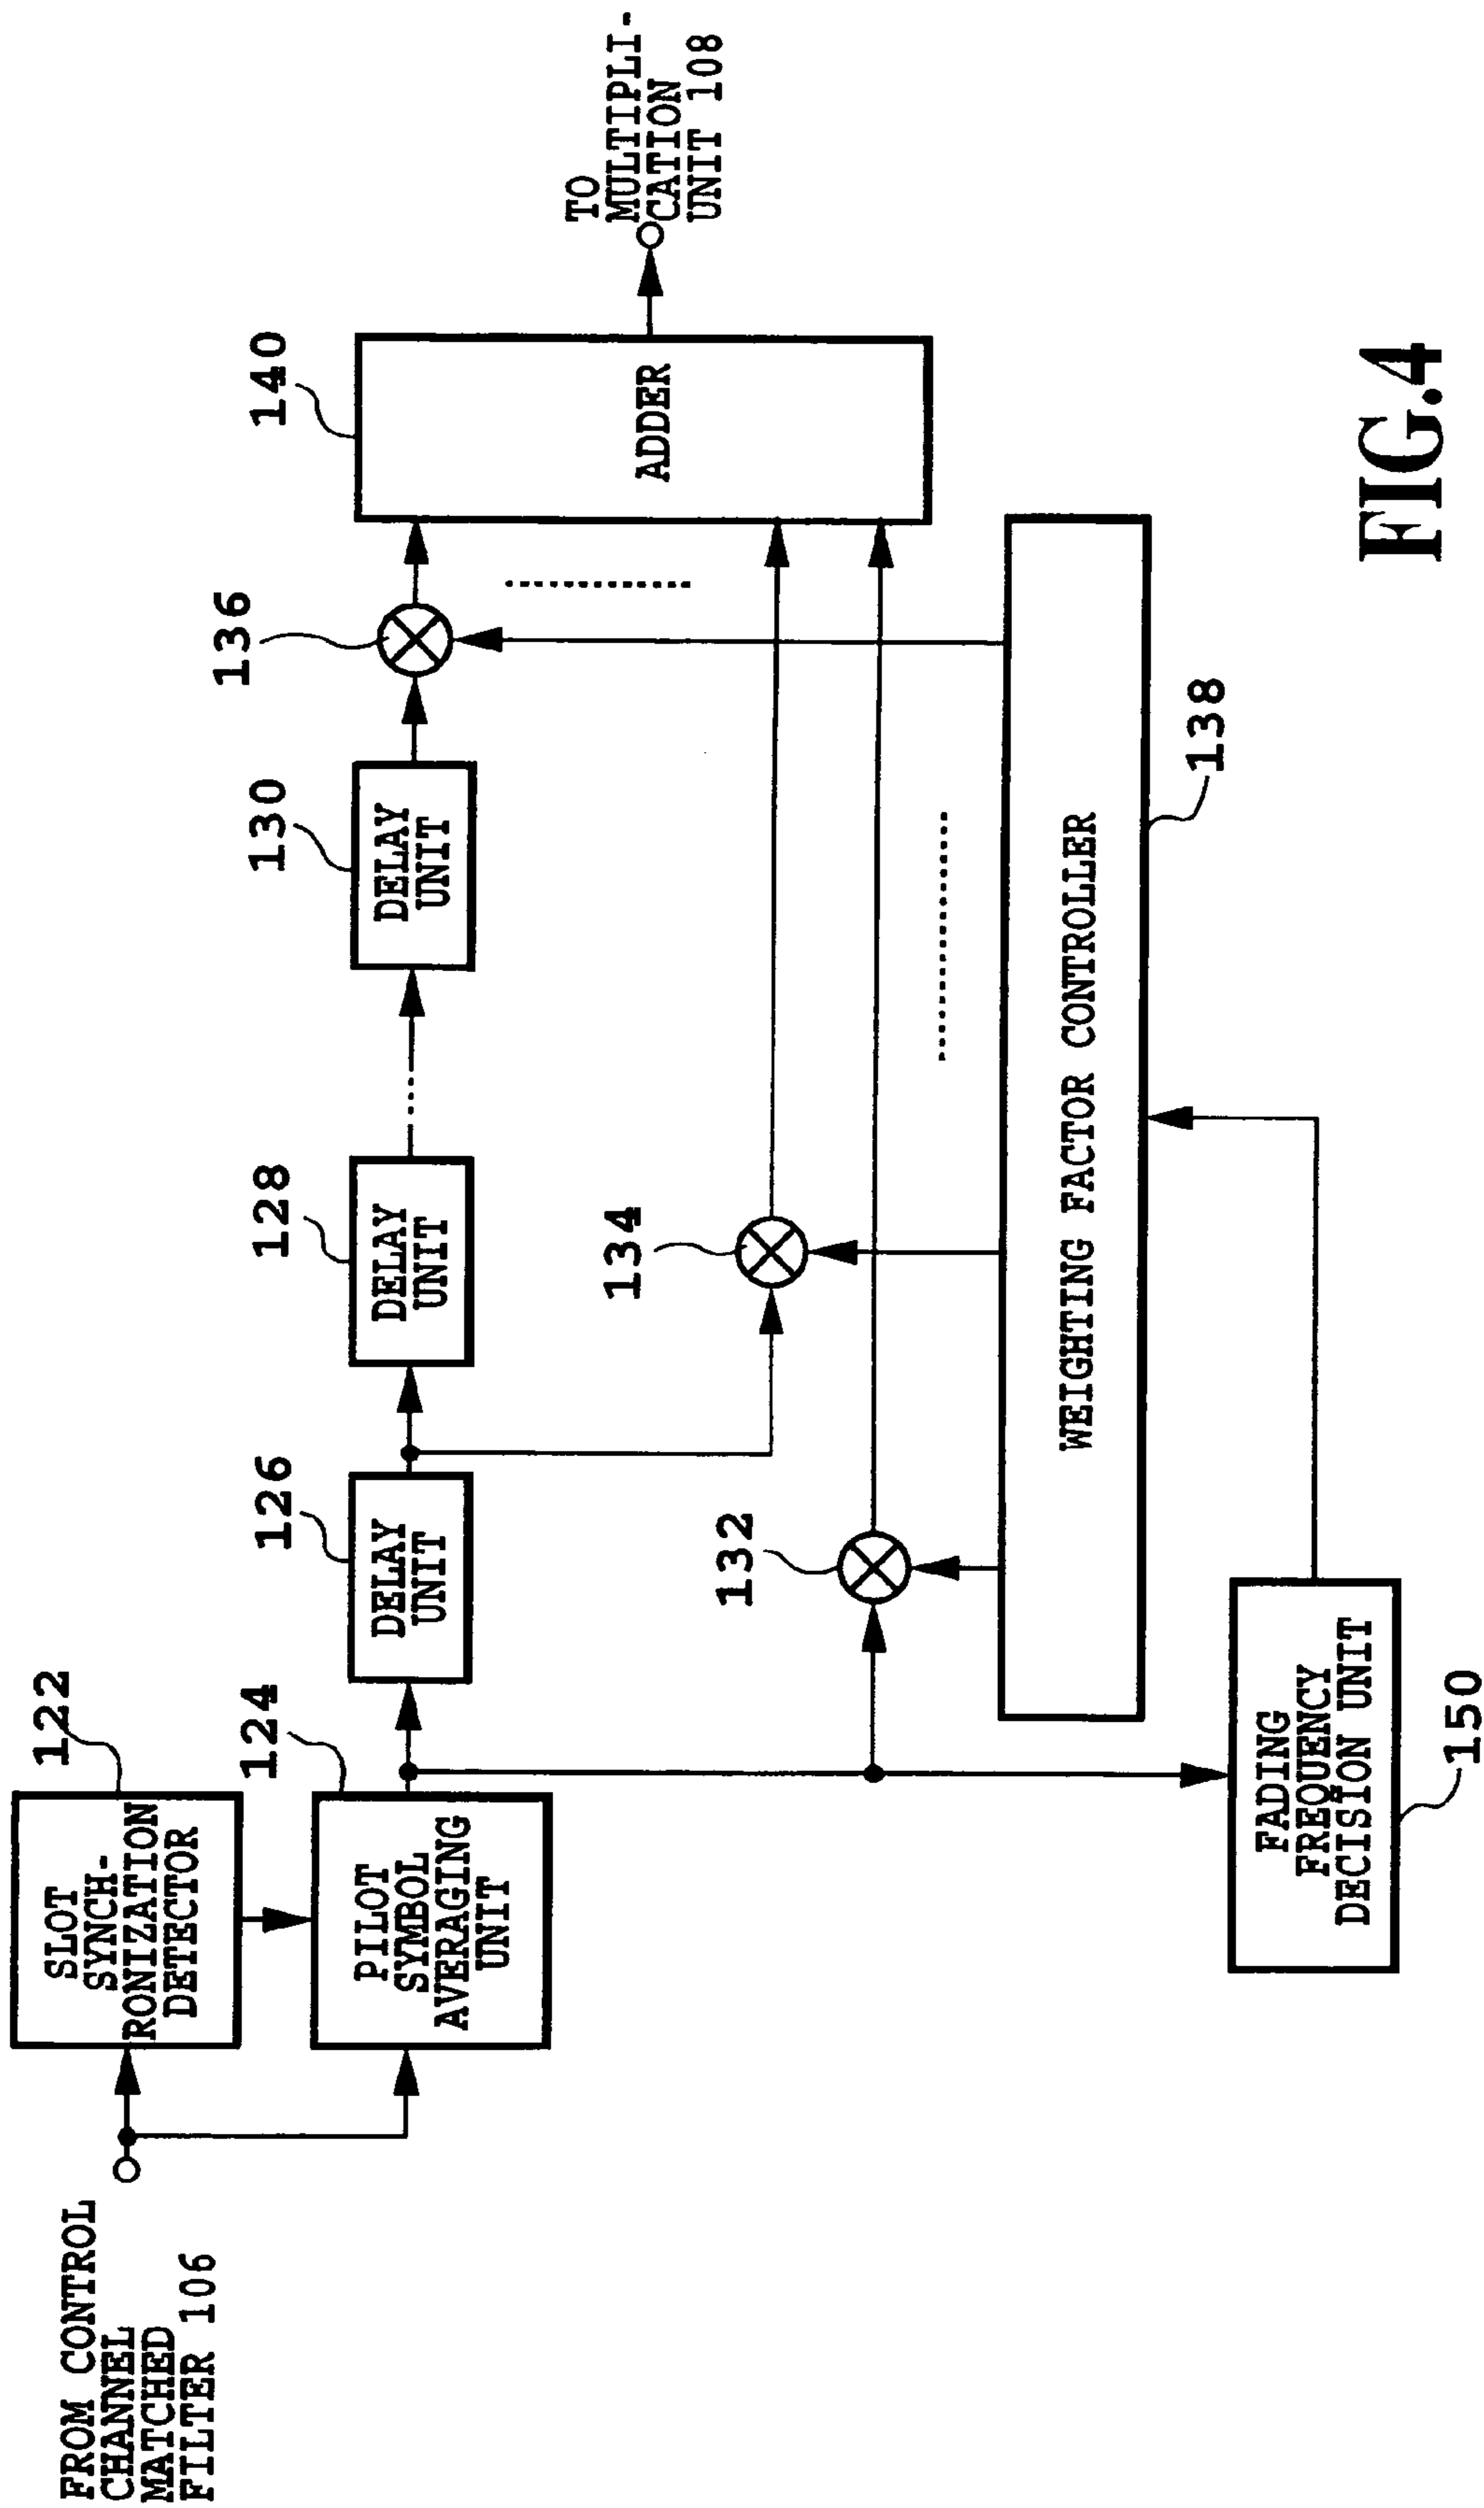 FROM CONTROL
CHANNEL
MATCHED
FILTER 106
122
SLOT
SYNCH-
RONIZATION
DETECTOR
124
PILOT
SYMBOL
AVERAGING
UNIT
126
DELAY
UNIT
128
DELAY
UNIT
130
DELAY
UNIT
132
134
136
140
ADDER
TO
MULTIPLI-
CATION
UNIT 108
WEIGHTING FACTOR CONTROLLER
138
FADING
FREQUENCY
DECISION UNIT
150
FIG.4